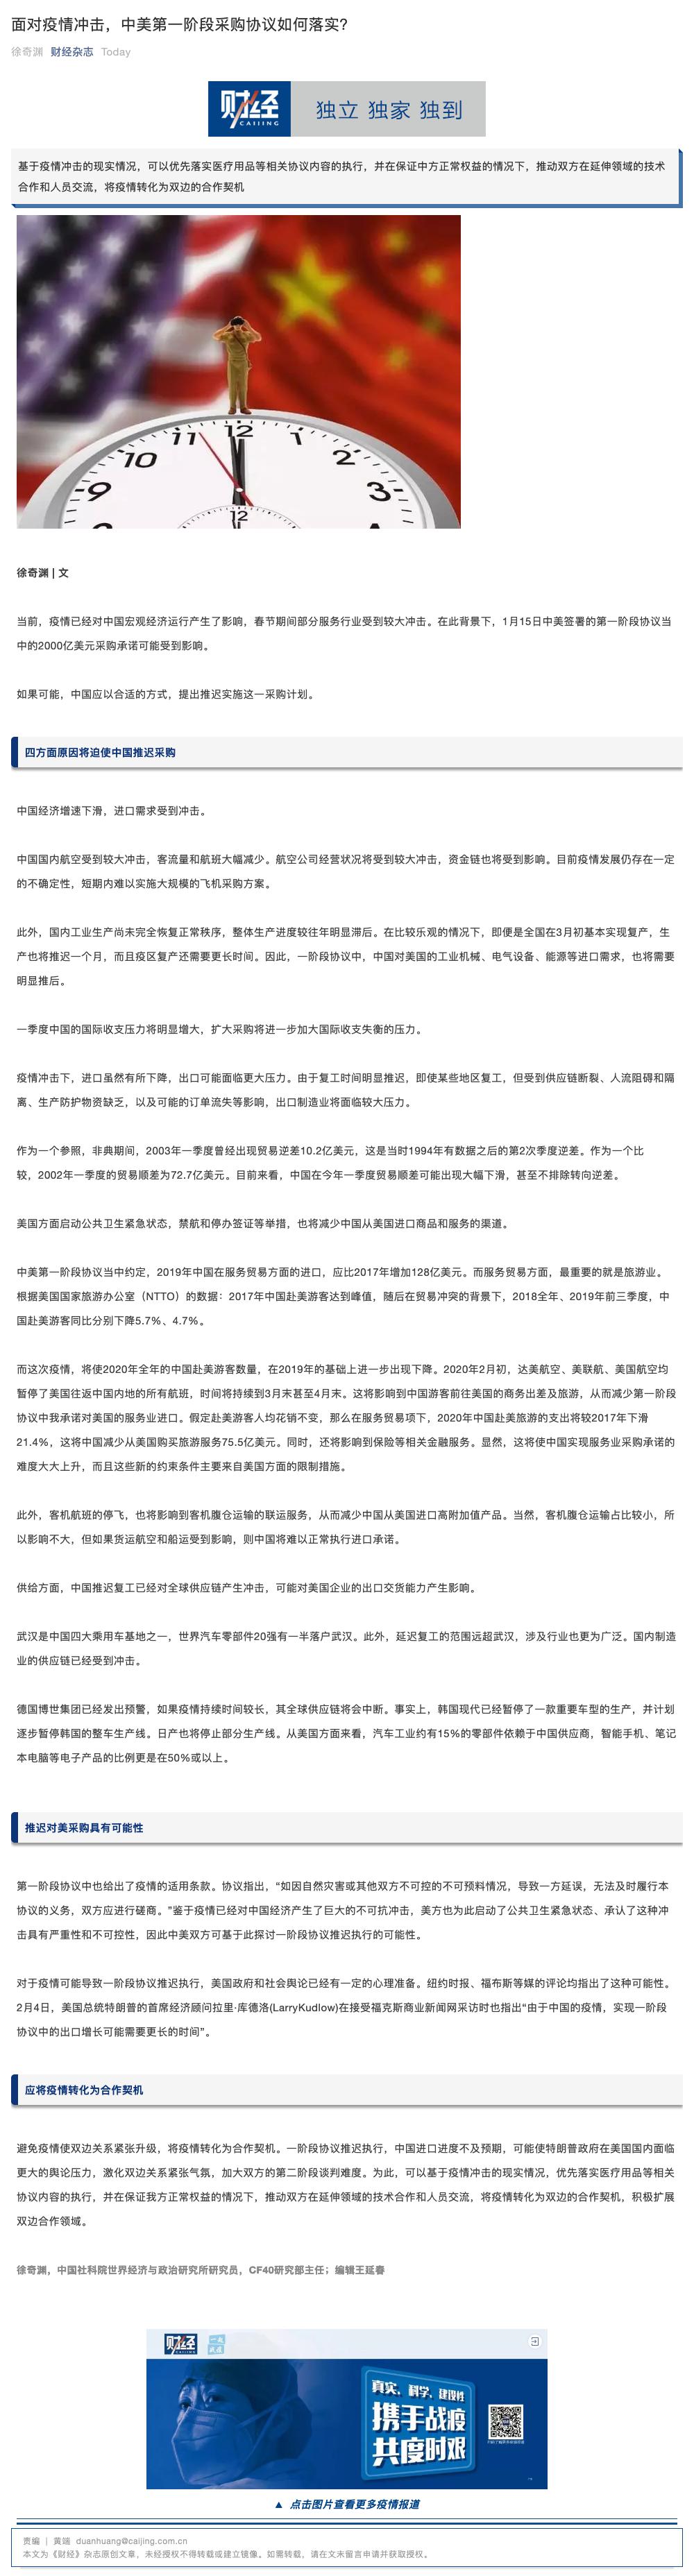 面对疫情冲击，中美第一阶段采购协议如何落实?
徐奇渊 财经杂志 Today
财经
CAIJING
独立 独家 独到
基于疫情冲击的现实情况，可以优先落实医疗用品等相关协议内容的执行，并在保证中方正常权益的情况下，推动双方在延伸领域的技术
合作和人员交流，将疫情转化为双边的合作契机
10 11 12 1 2 3
9 4
12
徐奇渊 | 文
当前，疫情已经对中国宏观经济运行产生了影响，春节期间部分服务行业受到较大冲击。在此背景下，1月15日中美签署的第一阶段协议当
中的2000亿美元采购承诺可能受到影响。
如果可能，中国应以合适的方式，提出推迟实施这一采购计划。
四方面原因将迫使中国推迟采购
中国经济增速下滑，进口需求受到冲击。
中国国内航空受到较大冲击，客流量和航班大幅减少。航空公司经营状况将受到较大冲击，资金链也将受到影响。目前疫情发展仍存在一定
的不确定性，短期内难以实施大规模的飞机采购方案。
此外，国内工业生产尚未完全恢复正常秩序，整体生产进度较往年明显滞后。在比较乐观的情况下，即便是全国在3月初基本实现复产，生
产也将推迟一个月，而且疫区复产还需要更长时间。因此，一阶段协议中，中国对美国的工业机械、电气设备、能源等进口需求，也将需要
明显推后。
一季度中国的国际收支压力将明显增大，扩大采购将进一步加大国际收支失衡的压力。
疫情冲击下，进口虽然有所下降，出口可能面临更大压力。由于复工时间明显推迟，即使某些地区复工，但受到供应链断裂、人流阻碍和隔
离、生产防护物资缺乏，以及可能的订单流失等影响，出口制造业将面临较大压力。
作为一个参照，非典期间，2003年一季度曾经出现贸易逆差10.2亿美元，这是当时1994年有数据之后的第2次季度逆差。作为一个比
较，2002年一季度的贸易顺差为72.7亿美元。目前来看，中国在今年一季度贸易顺差可能出现大幅下滑，甚至不排除转向逆差。
美国方面启动公共卫生紧急状态，禁航和停办签证等举措，也将减少中国从美国进口商品和服务的渠道。
中美第一阶段协议当中约定，2019年中国在服务贸易方面的进口，应比2017年增加128亿美元。而服务贸易方面，最重要的就是旅游业。
根据美国国家旅游办公室（NTTO）的数据：2017年中国赴美游客达到峰值，随后在贸易冲突的背景下，2018全年、2019年前三季度，中
国赴美游客同比分别下降5.7%、4.7%。
而这次疫情，将使2020年全年的中国赴美游客数量，在2019年的基础上进一步出现下降。2020年2月初，达美航空、美联航、美国航空均
暂停了美国往返中国内地的所有航班，时间将持续到3月末甚至4月末。这将影响到中国游客前往美国的商务出差及旅游，从而减少第一阶段
协议中我承诺对美国的服务业进口。假定赴美游客人均花销不变，那么在服务贸易项下，2020年中国赴美旅游的支出将较2017年下滑
21.4%，这将中国减少从美国购买旅游服务75.5亿美元。同时，还将影响到保险等相关金融服务。显然，这将使中国实现服务业采购承诺的
难度大大上升，而且这些新的约束条件主要来自美国方面的限制措施。
此外，客机航班的停飞，也将影响到客机腹仓运输的联运服务，从而减少中国从美国进口高附加值产品。当然，客机腹仓运输占比较小，所
以影响不大，但如果货运航空和船运受到影响，则中国将难以正常执行进口承诺。
供给方面，中国推迟复工已经对全球供应链产生冲击，可能对美国企业的出口交货能力产生影响。
武汉是中国四大乘用车基地之一，世界汽车零部件20强有一半落户武汉。此外，延迟复工的范围远超武汉，涉及行业也更为广泛。国内制造
业的供应链已经受到冲击。
德国博世集团已经发出预警，如果疫情持续时间较长，其全球供应链将会中断。事实上，韩国现代已经暂停了一款重要车型的生产，并计划
逐步暂停韩国的整车生产线。日产也将停止部分生产线。从美国方面来看，汽车工业约有15%的零部件依赖于中国供应商，智能手机、笔记
本电脑等电子产品的比例更是在50%或以上。
推迟对美采购具有可能性
第一阶段协议中也给出了疫情的适用条款。协议指出，“如因自然灾害或其他双方不可控的不可预料情况，导致一方延误，无法及时履行本
协议的义务，双方应进行磋商。”鉴于疫情已经对中国经济产生了巨大的不可抗冲击，美方也为此启动了公共卫生紧急状态、承认了这种冲
击具有严重性和不可控性，因此中美双方可基于此探讨一阶段协议推迟执行的可能性。
对于疫情可能导致一阶段协议推迟执行，美国政府和社会舆论已经有一定的心理准备。纽约时报、福布斯等媒的评论均指出了这种可能性。
2月4日，美国总统特朗普的首席经济顾问拉里·库德洛(LarryKudlow)在接受福克斯商业新闻网采访时也指出“由于中国的疫情，实现一阶段
协议中的出口增长可能需要更长的时间”。
应将疫情转化为合作契机
避免疫情使双边关系紧张升级，将疫情转化为合作契机。一阶段协议推迟执行，中国进口进度不及预期，可能使特朗普政府在美国国内面临
更大的舆论压力，激化双边关系紧张气氛，加大双方的第二阶段谈判难度。为此，可以基于疫情冲击的现实情况，优先落实医疗用品等相关
协议内容的执行，并在保证我方正常权益的情况下，推动双方在延伸领域的技术合作和人员交流，将疫情转化为双边的合作契机，积极扩展
双边合作领域。
徐奇渊，中国社科院世界经济与政治研究所研究员，CF40研究部主任；编辑王延春
财经
真实、科学、建设性
携手战疫
共度时艰
▲ 点击图片查看更多疫情报道
责编 | 黄端 duanhuang@caijing.com.cn
本文为《财经》杂志原创文章，未经授权不得转载或建立镜像。如需转载，请在文末留言申请并获取授权。